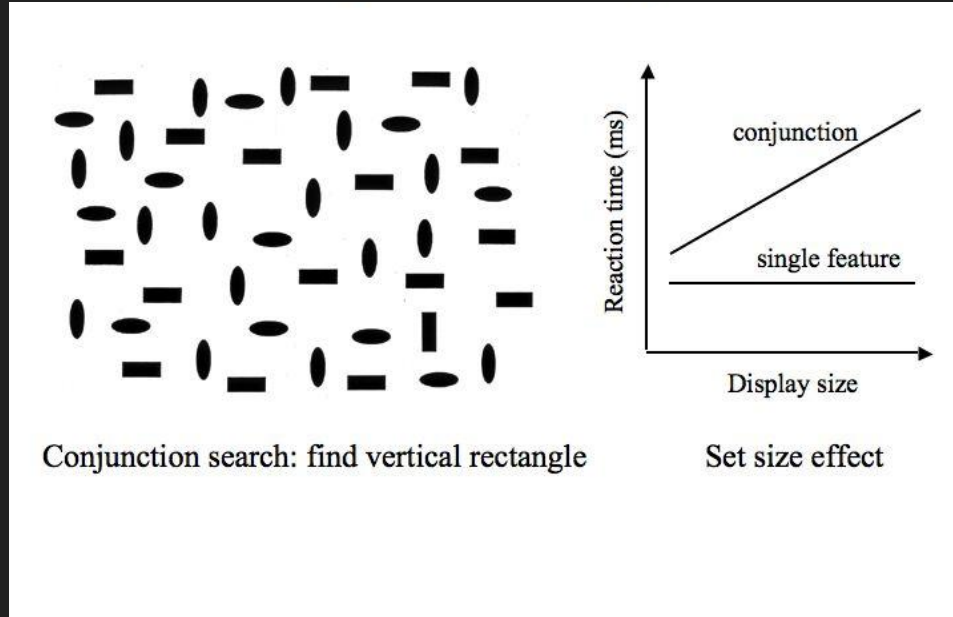 conjunction
single feature
Reaction time (ms)
Display size
Conjunction search: find vertical rectangle
Set size effect